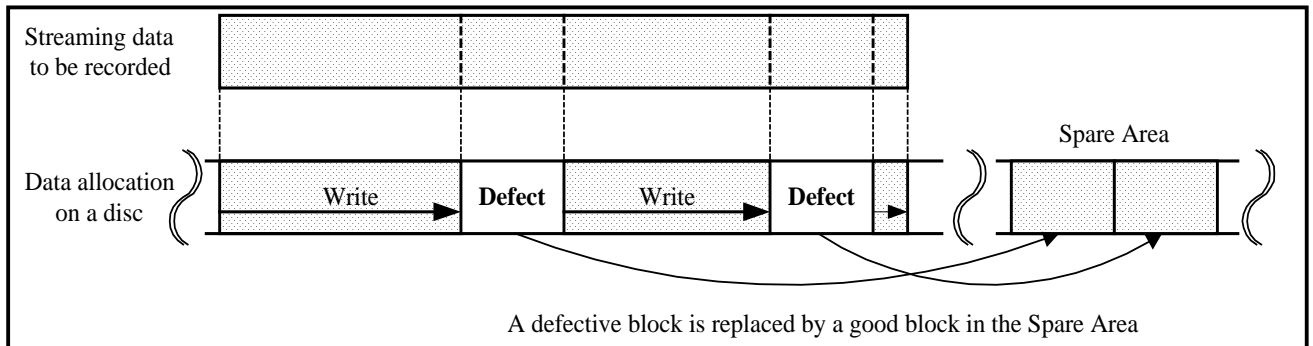 Streaming data
to be recorded
Spare Area
Data allocation
on a disc
Write
Defect
Write
Defect
A defective block is replaced by a good block in the Spare Area